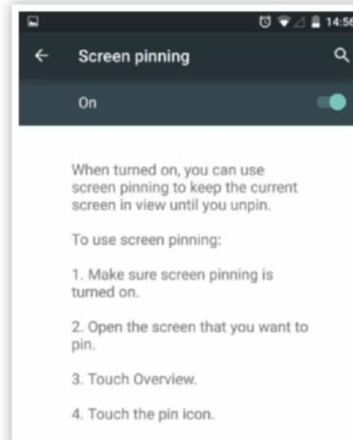 14:56
Screen pinning
On
When turned on, you can use
screen pinning to keep the current
screen in view until you unpin.
To use screen pinning:
1. Make sure screen pinning is
turned on.
2. Open the screen that you want to
pin.
3. Touch Overview.
4. Touch the pin icon.